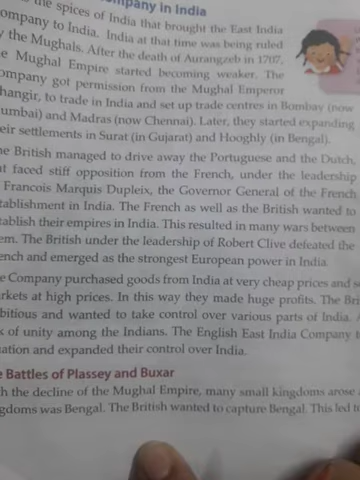 mpany in India
the spices of India that brought the East India
ompany to India. India at that time was being ruled
y the Mughals. After the death of Aurangzeb in 1707,
e Mughal Empire started becoming weaker. The
ompany got permission from the Mughal Emperor
hangir, to trade in India and set up trade centres in Bombay (now
umbai) and Madras (now Chennai). Later, they started expanding
eir settlements in Surat (in Gujarat) and Hooghly (in Bengal).
he British managed to drive away the Portuguese and the Dutch,
t faced stiff opposition from the French, under the leadership
Francois Marquis Dupleix, the Governor General of the French
tablishment in India. The French as well as the British wanted to
tablish their empires in India. This resulted in many wars between
em. The British under the leadership of Robert Clive defeated the
ench and emerged as the strongest European power in India.
e Company purchased goods from India at very cheap prices and s
rkets at high prices. In this way they made huge profits. The Bri
bitious and wanted to take control over various parts of India.
k of unity among the Indians. The English East India Company t
ation and expanded their control over India.
e Battles of Plassey and Buxar
h the decline of the Mughal Empire, many small kingdoms arose
gdoms was Bengal. The British wanted to capture Bengal. This led to